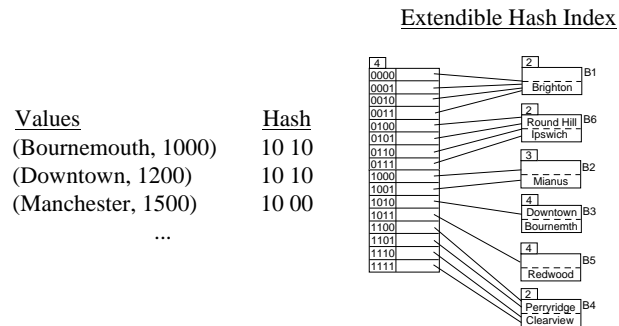 Extendible Hash Index
Values Hash
(Bournemouth, 1000) 10 10
(Downtown, 1200) 10 10
(Manchester, 1500) 10 00
...
4
0000
0001
0010
0011
0100
0101
0110
0111
1000
1001
1010
1011
1100
1101
1110
1111
2
B1
Brighton
2
Round Hill B6
Ipswich
3
B2
Mianus
4
Downtown B3
Bournemth
4
B5
Redwood
2
Perryridge B4
Clearview